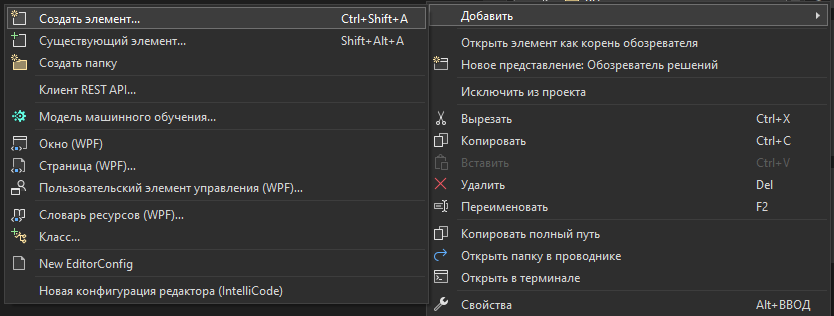 Создать элемент... Ctrl+Shift+A
Существующий элемент... Shift+Alt+A
Создать папку
Клиент REST API...
Модель машинного обучения...
Окно (WPF)
Страница (WPF)...
Пользовательский элемент управления (WPF)...
Словарь ресурсов (WPF)...
Класс...
New EditorConfig
Новая конфигурация редактора (IntelliCode)
Добавить
Открыть элемент как корень обозревателя
Новое представление: Обозреватель решений
Исключить из проекта
Вырезать Ctrl+X
Копировать Ctrl+C
Вставить Ctrl+V
Удалить Del
Переименовать F2
Копировать полный путь
Открыть папку в проводнике
Открыть в терминале
Свойства Alt+ВВОД